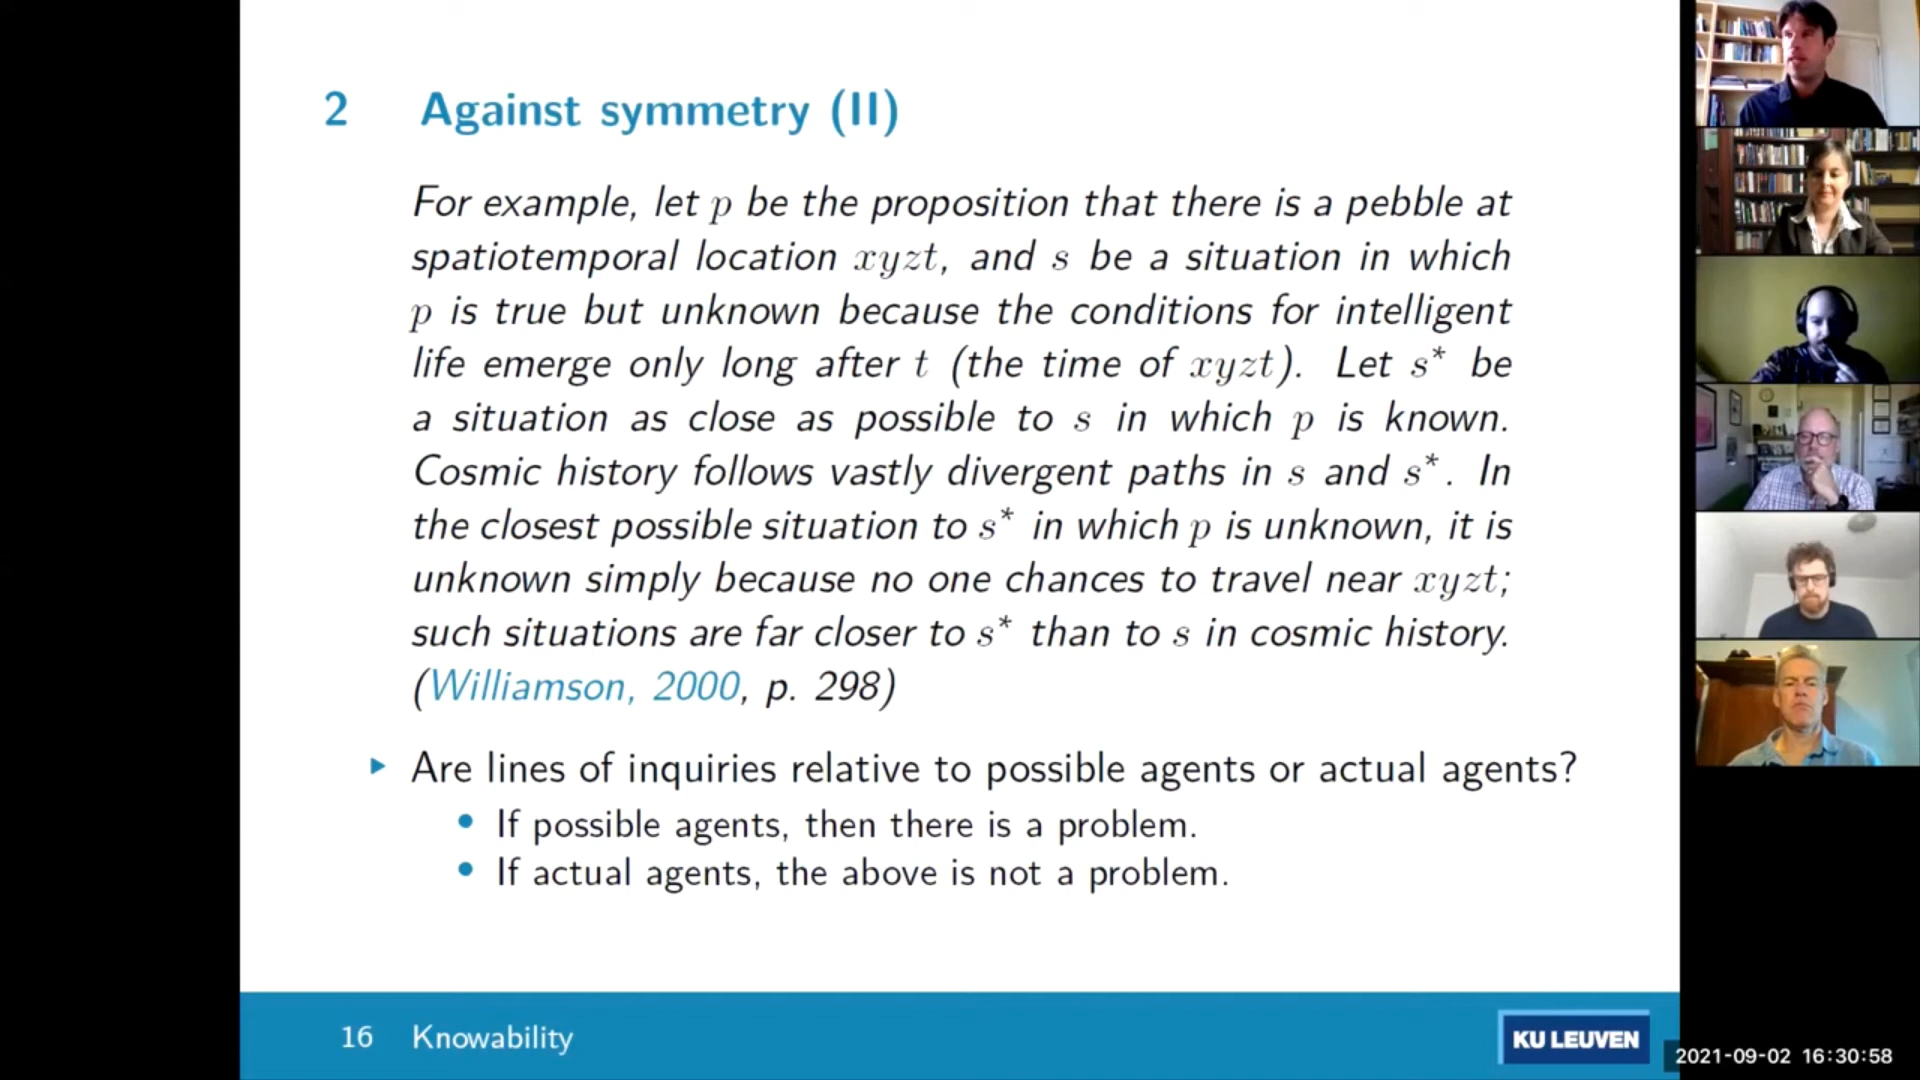 2 Against symmetry (II)
For example, let p be the proposition that there is a pebble at
spatiotemporal location xyzt, and s be a situation in which
p is true but unknown because the conditions for intelligent
life emerge only long after t (the time of xyzt). Let s* be
a situation as close as possible to s in which p is known.
Cosmic history follows vastly divergent paths in s and s*. In
the closest possible situation to s* in which p is unknown, it is
unknown simply because no one chances to travel near xyzt;
such situations are far closer to s* than to s in cosmic history.
(Williamson, 2000, p. 298)
▶ Are lines of inquiries relative to possible agents or actual agents?
• If possible agents, then there is a problem.
• If actual agents, the above is not a problem.
16 Knowability
KU LEUVEN
2021-09-02 16:30:58